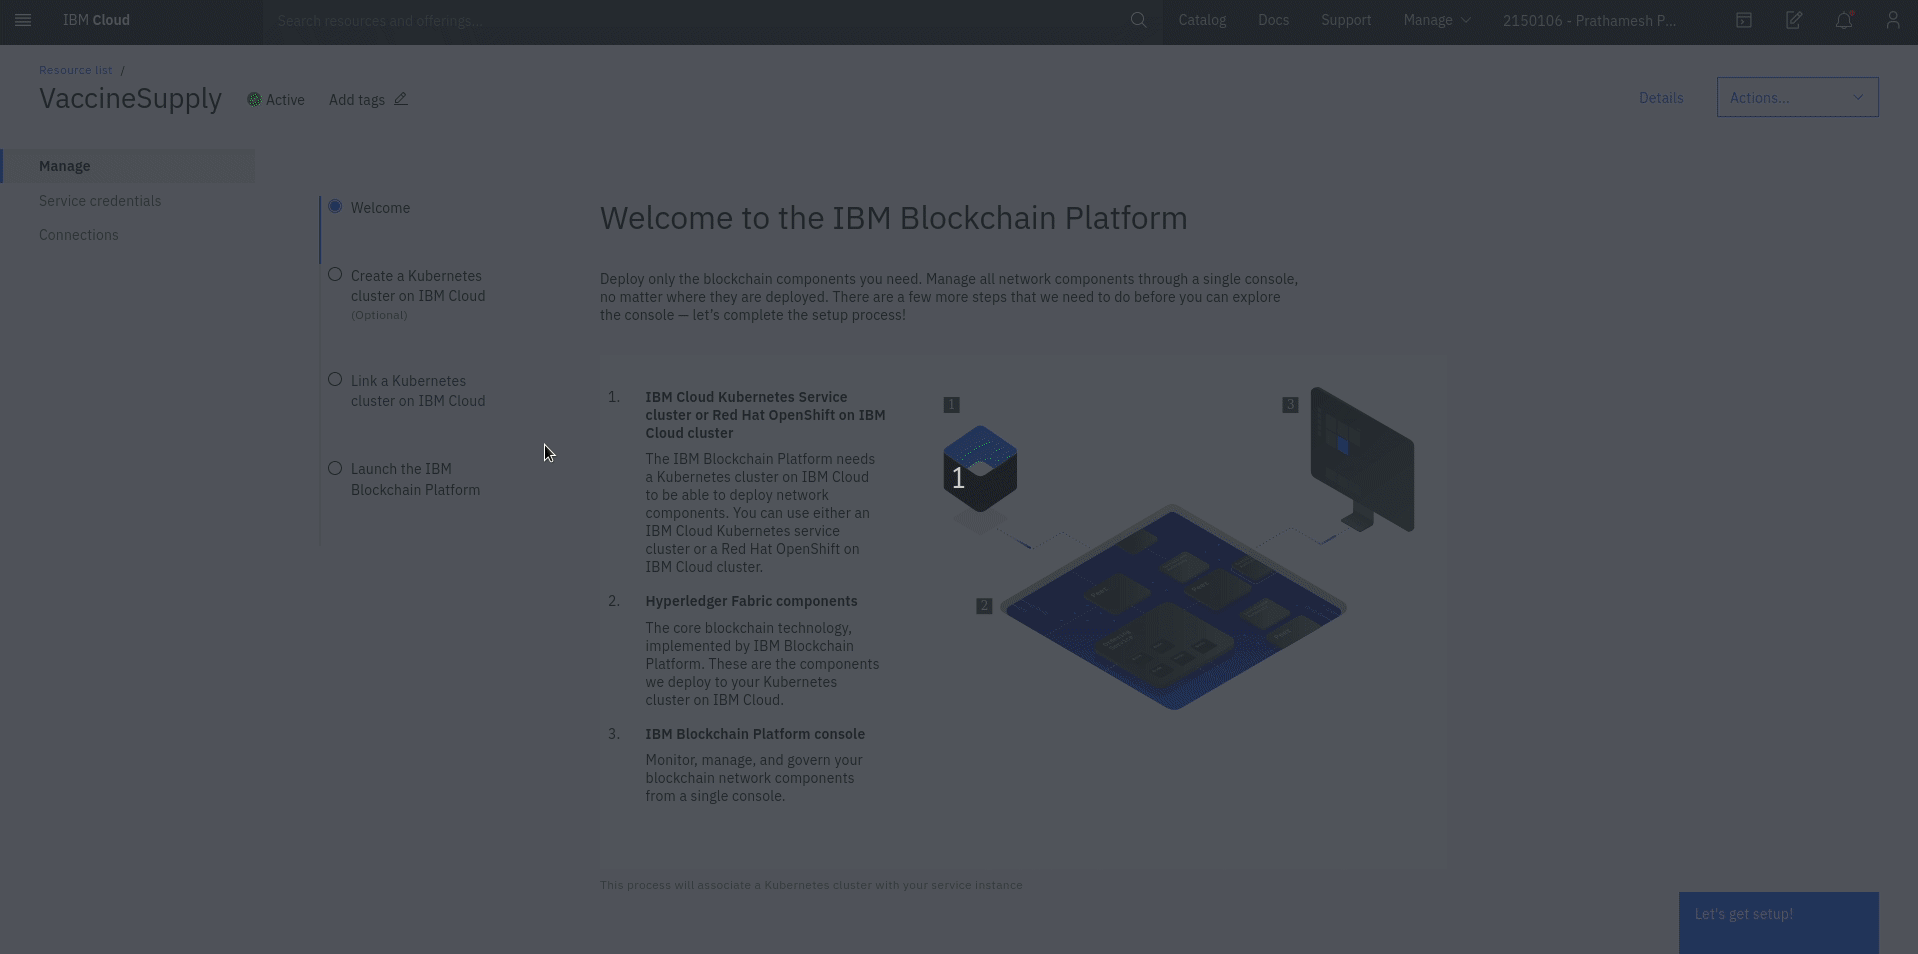 IBM Cloud
Search resources and offerings...
Catalog
Docs
Support
Manage
2150106 - Prathamesh P...
Resource list /
VaccineSupply
Active
Add tags
Details
Actions...
Manage
Service credentials
Connections
Welcome
Create a Kubernetes
cluster on IBM Cloud
(Optional)
Link a Kubernetes
cluster on IBM Cloud
Launch the IBM
Blockchain Platform
Welcome to the IBM Blockchain Platform
Deploy only the blockchain components you need. Manage all network components through a single console,
no matter where they are deployed. There are a few more steps that we need to do before you can explore
the console — let's complete the setup process!
1. IBM Cloud Kubernetes Service
cluster or Red Hat OpenShift on IBM
Cloud cluster
The IBM Blockchain Platform needs
a Kubernetes cluster on IBM Cloud
to be able to deploy network
components. You can use either an
IBM Cloud Kubernetes service
cluster or a Red Hat OpenShift on
IBM Cloud cluster.
2. Hyperledger Fabric components
The core blockchain technology,
implemented by IBM Blockchain
Platform. These are the components
we deploy to your Kubernetes
cluster on IBM Cloud.
3. IBM Blockchain Platform console
Monitor, manage, and govern your
blockchain network components
from a single console.
1
3
1
2
This process will associate a Kubernetes cluster with your service instance
Let's get setup!